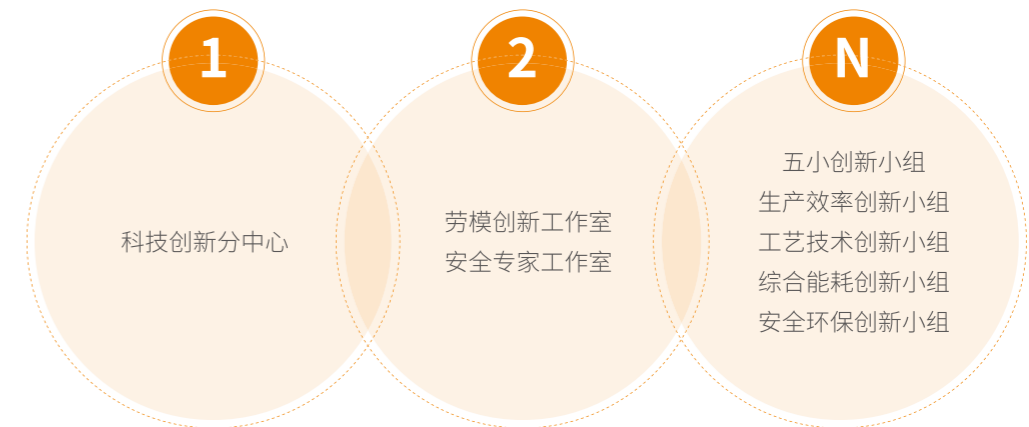 1
科技创新分中心
2
劳模创新工作室
安全专家工作室
N
五小创新小组
生产效率创新小组
工艺技术创新小组
综合能耗创新小组
安全环保创新小组